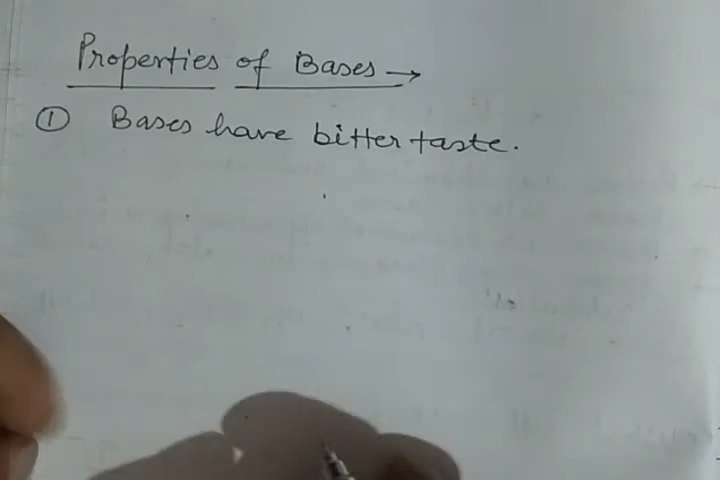 Properties of Bases →
① Bases have bitter taste.